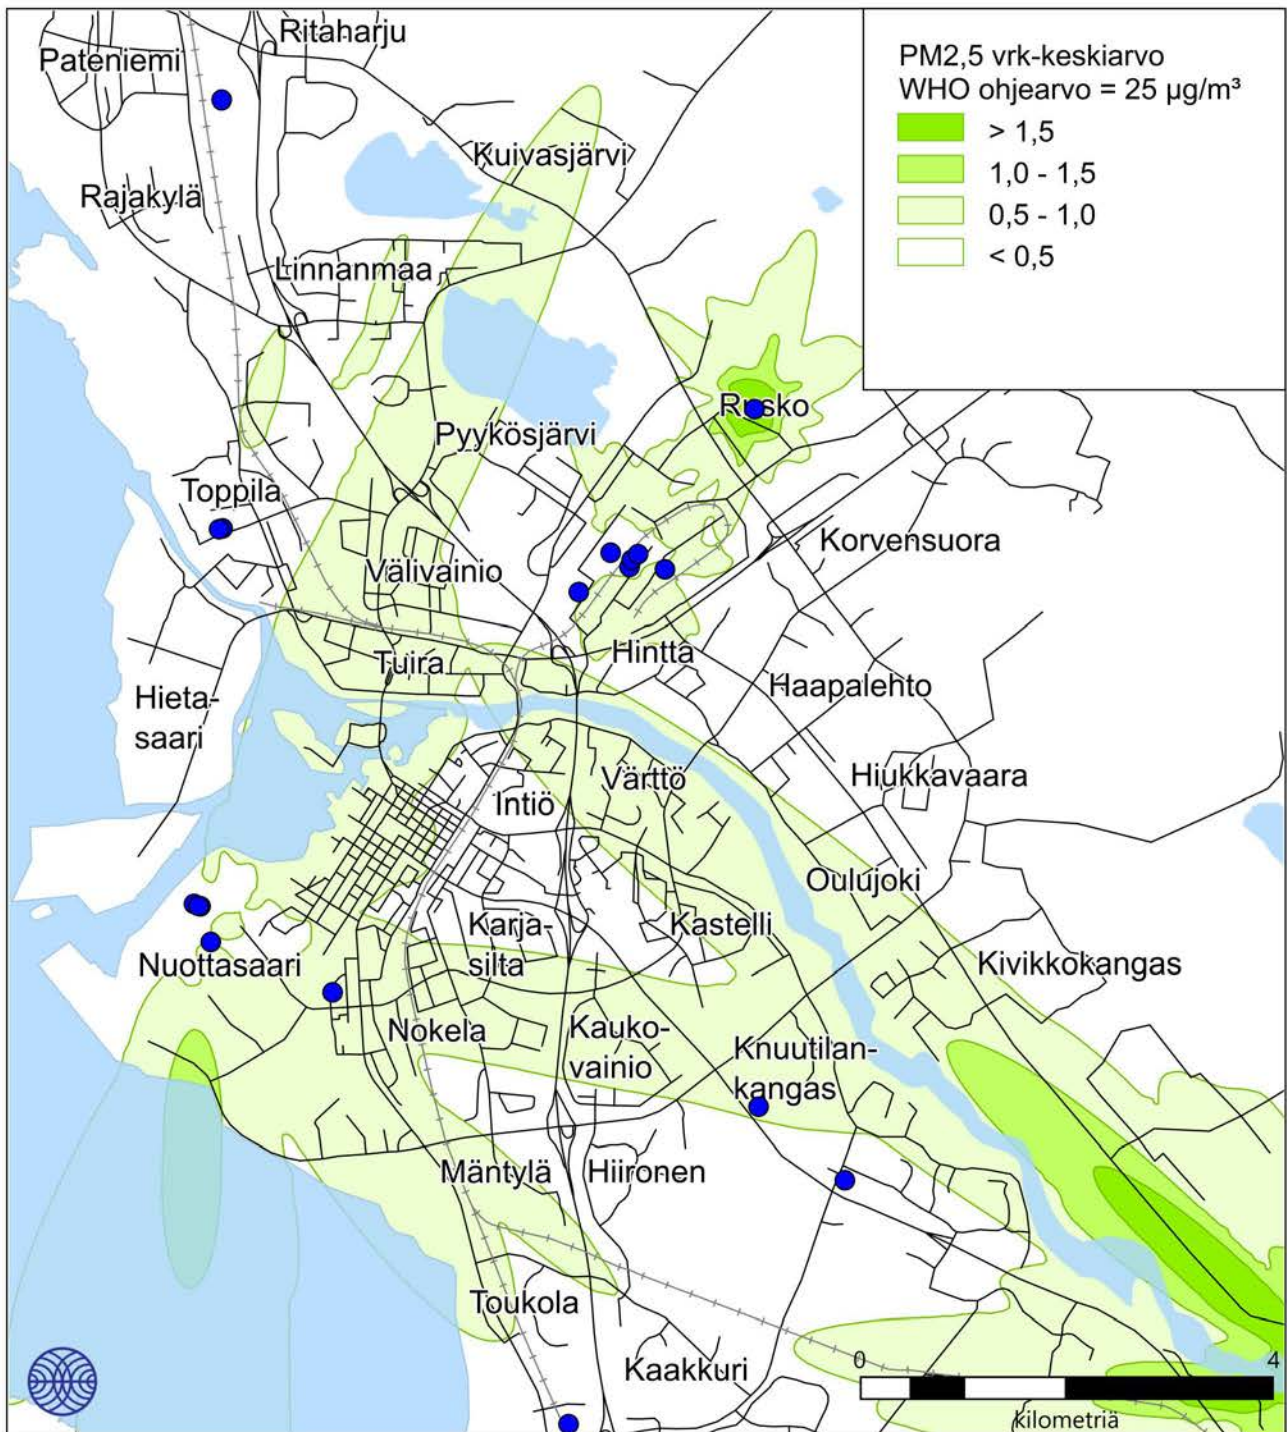 Ritaharju
Pateniemi
PM2,5 vrk-keskiarvo
WHO ohjearvo = 25 µg/m³
> 1,5
1,0 - 1,5
0,5 - 1,0
< 0,5
Kuivasjärvi
Rajakylä
Linnanmaa
Rusko
Pyykösjärvi
Toppila
Korvensuora
Välivainio
Hintta
Tuira
Haapalehto
Hieta-
saari
Hiukkavaara
Värttö
Intiö
Oulujoki
Karja-
silta
Kastelli
Nuottasaari
Kivikkokangas
Nokela
Kauko-
vainio
Knuutilan-
kangas
Mäntylä
Hiironen
Toukola
Kaakkuri
0
4
kilometriä